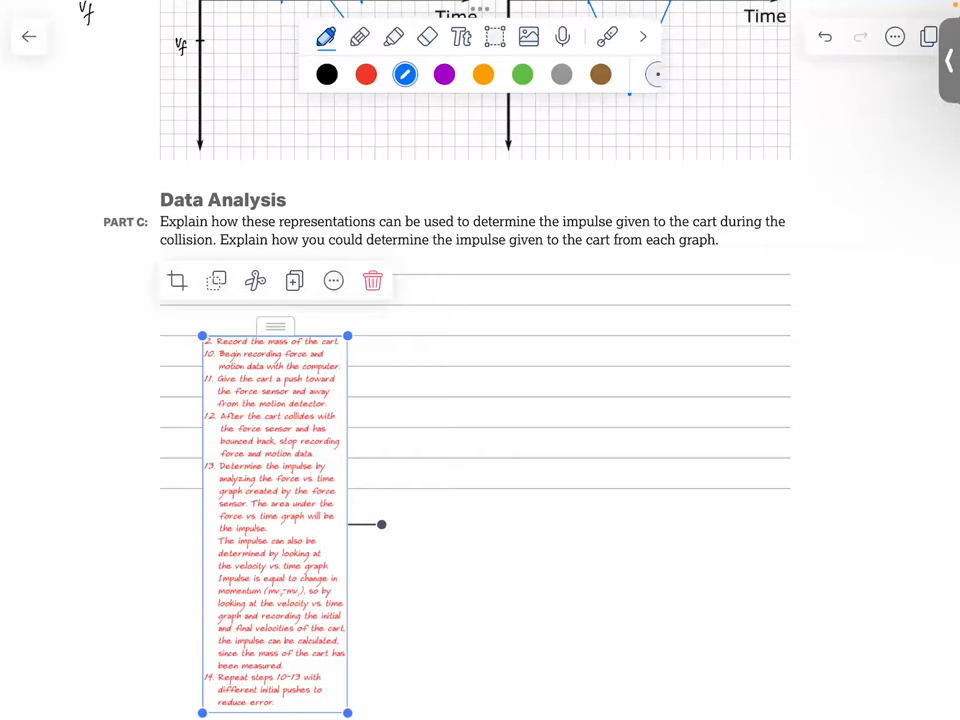 vf
Time
Time
vf
Tt
Data Analysis
PART C: Explain how these representations can be used to determine the impulse given to the cart during the
collision. Explain how you could determine the impulse given to the cart from each graph.
2. Record the mass of the cart.
10. Begin recording force and
motion data with the computer.
11. Give the cart a push toward
the force sensor and away
from the motion detector.
12. After the cart collides with
the force sensor and has
bounced back, stop recording
force and motion data.
13. Determine the impulse by
analyzing the force vs. time
graph created by the force
sensor. The area under the
force vs. time graph will be
the impulse.
The impulse can also be
determined by looking at
the velocity vs. time graph
Impulse is equal to change in
momentum (mv₂-mv₁), so by
looking at the velocity vs. time
graph and recording the initial
and final velocities of the cart,
the impulse can be calculated,
since the mass of the cart has
been measured.
14. Repeat steps 10-13 with
different initial pushes to
reduce error.